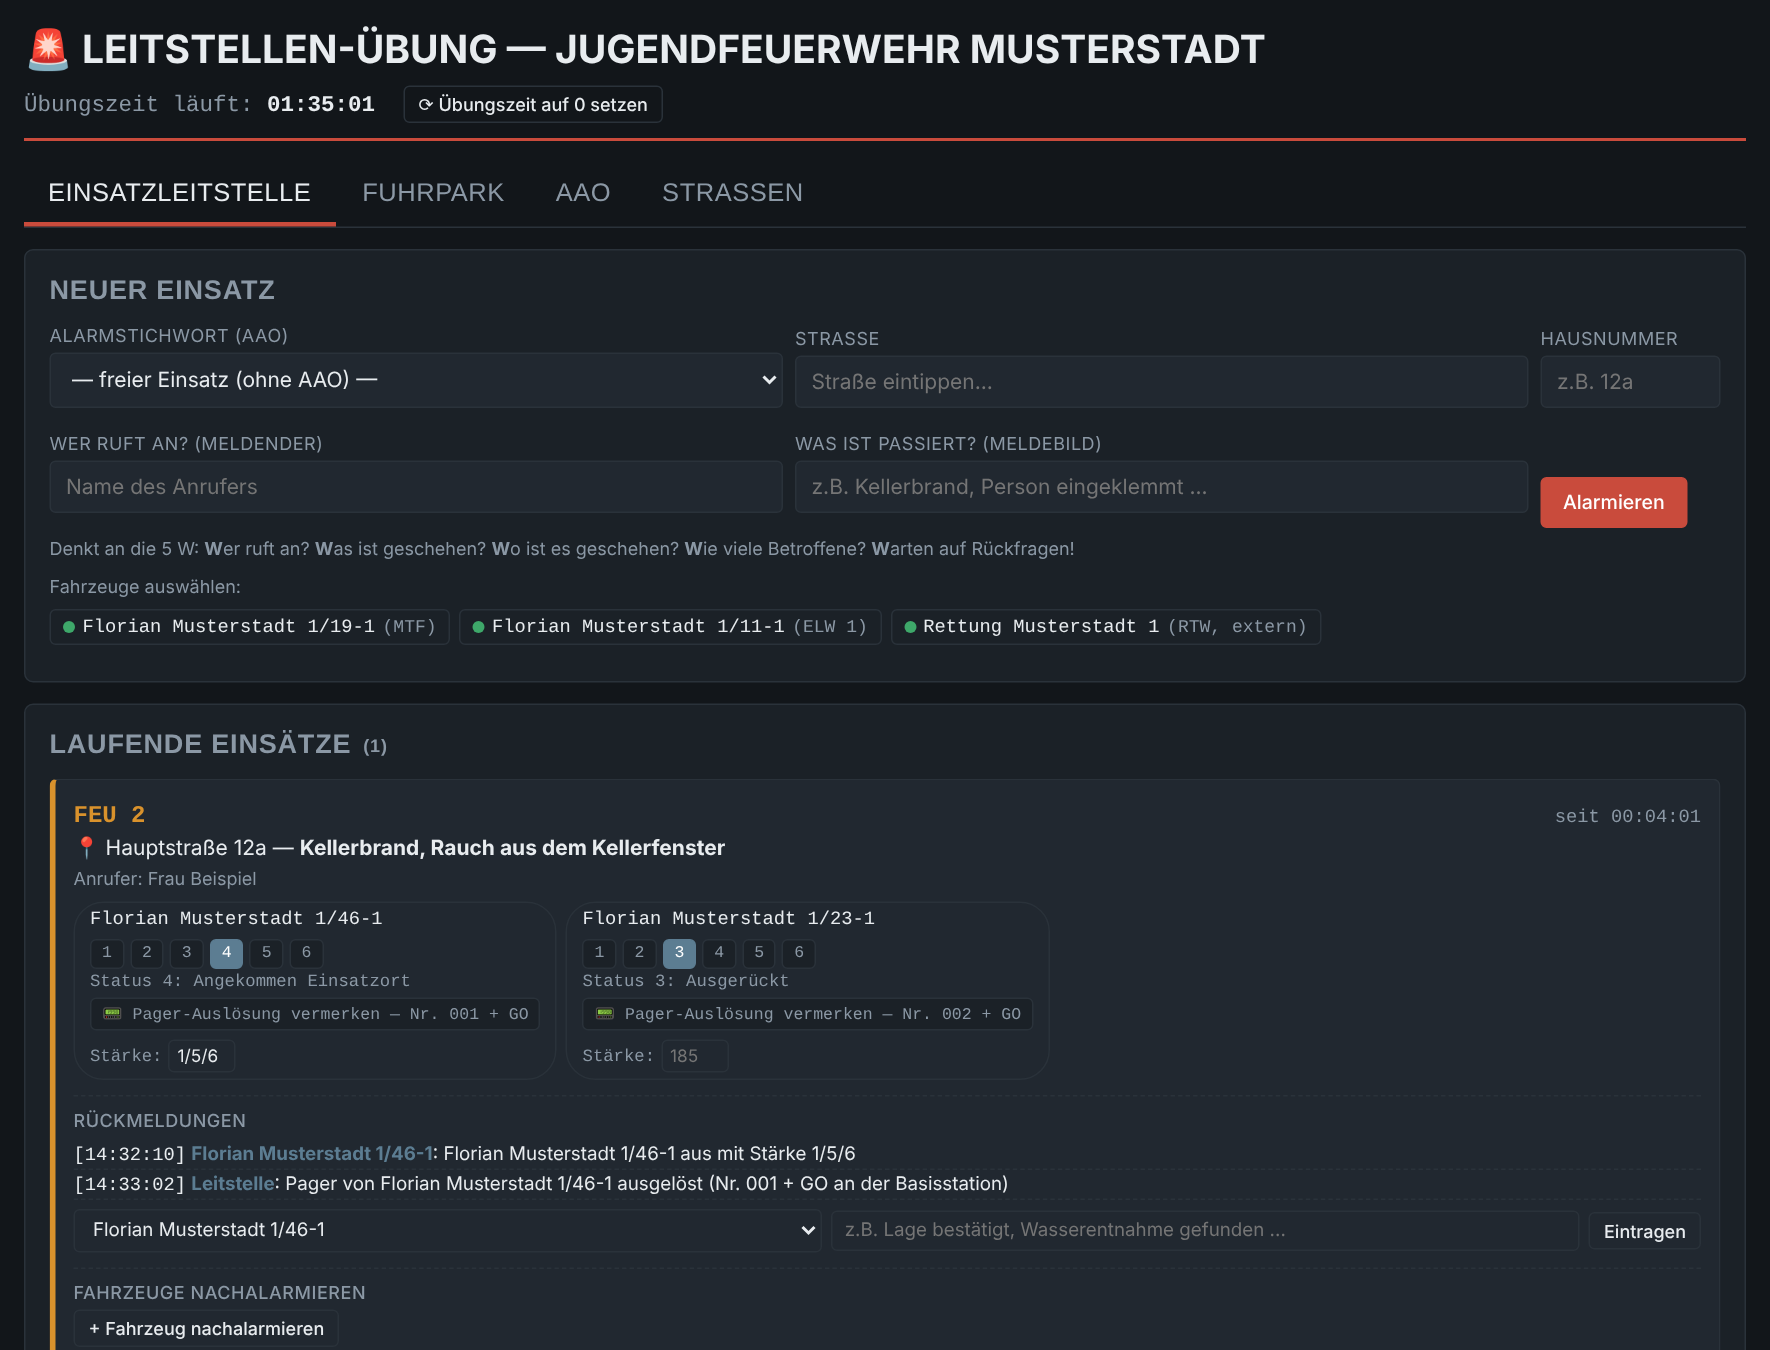 🚨 LEITSTELLEN-ÜBUNG — JUGENDFEUERWEHR MUSTERSTADT
Übungszeit läuft: 01:35:01 ⟳ Übungszeit auf 0 setzen
EINSATZLEITSTELLE FUHRPARK AAO STRASSEN
NEUER EINSATZ
ALARMSTICHWORT (AAO) STRASSE HAUSNUMMER
— freier Einsatz (ohne AAO) — Straße eintippen... z.B. 12a
WER RUFT AN? (MELDENDER) WAS IST PASSIERT? (MELDEBILD)
Name des Anrufers z.B. Kellerbrand, Person eingeklemmt ... Alarmieren
Denkt an die 5 W: Wer ruft an? Was ist geschehen? Wo ist es geschehen? Wie viele Betroffene? Warten auf Rückfragen!
Fahrzeuge auswählen:
Florian Musterstadt 1/19-1 (MTF) Florian Musterstadt 1/11-1 (ELW 1) Rettung Musterstadt 1 (RTW, extern)
LAUFENDE EINSÄTZE (1)
FEU 2 seit 00:04:01
📍 Hauptstraße 12a — Kellerbrand, Rauch aus dem Kellerfenster
Anrufer: Frau Beispiel
Florian Musterstadt 1/46-1 Florian Musterstadt 1/23-1
1 2 3 4 5 6 1 2 3 4 5 6
Status 4: Angekommen Einsatzort Status 3: Ausgerückt
📟 Pager-Auslösung vermerken — Nr. 001 + GO 📟 Pager-Auslösung vermerken — Nr. 002 + GO
Stärke: 1/5/6 Stärke: 185
RÜCKMELDUNGEN
[14:32:10] Florian Musterstadt 1/46-1: Florian Musterstadt 1/46-1 aus mit Stärke 1/5/6
[14:33:02] Leitstelle: Pager von Florian Musterstadt 1/46-1 ausgelöst (Nr. 001 + GO an der Basisstation)
Florian Musterstadt 1/46-1 z.B. Lage bestätigt, Wasserentnahme gefunden ... Eintragen
FAHRZEUGE NACHALARMIEREN
+ Fahrzeug nachalarmieren